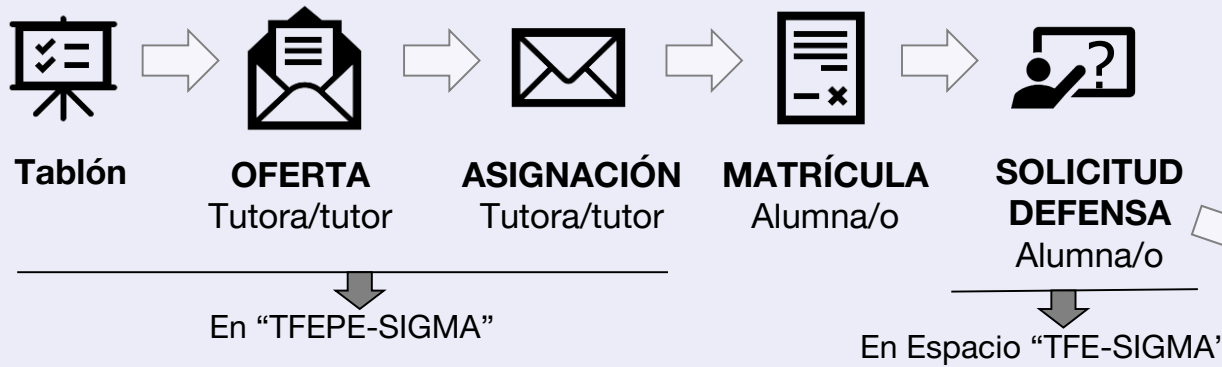 Tablón
OFERTA
Tutora/tutor
ASIGNACIÓN
Tutora/tutor
MATRÍCULA
Alumna/o
SOLICITUD
DEFENSA
Alumna/o
En “TFEPE-SIGMA”
En Espacio “TFE-SIGMA”